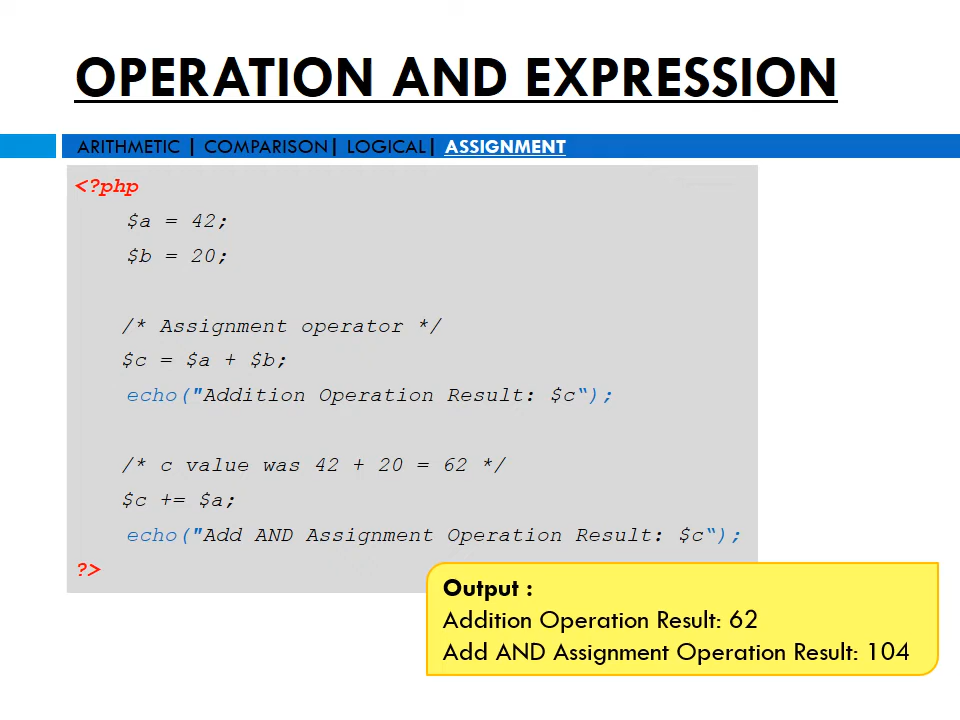 OPERATION AND EXPRESSION
ARITHMETIC | COMPARISON| LOGICAL| ASSIGNMENT
<?php
$a = 42;
$b = 20;
/* Assignment operator */
$c = $a + $b;
echo("Addition Operation Result: $c“);
/* c value was 42 + 20 = 62 */
$c += $a;
echo("Add AND Assignment Operation Result: $c“);
?>
Output :
Addition Operation Result: 62
Add AND Assignment Operation Result: 104